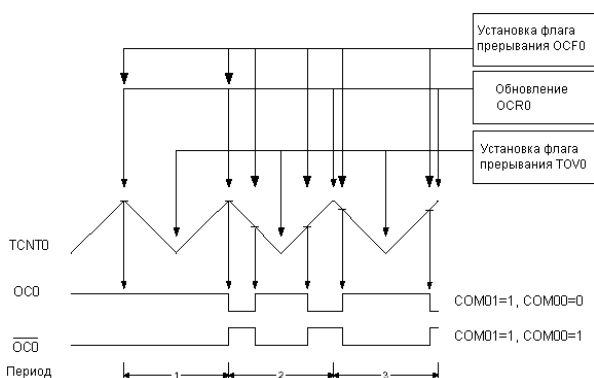 Установка флага
прерывания OCF0
Обновление
OCR0
Установка флага
прерывания TOV0
TCNT0
OC0
COM01=1, COM00=0
OC0
COM01=1, COM00=1
Период
1
2
3